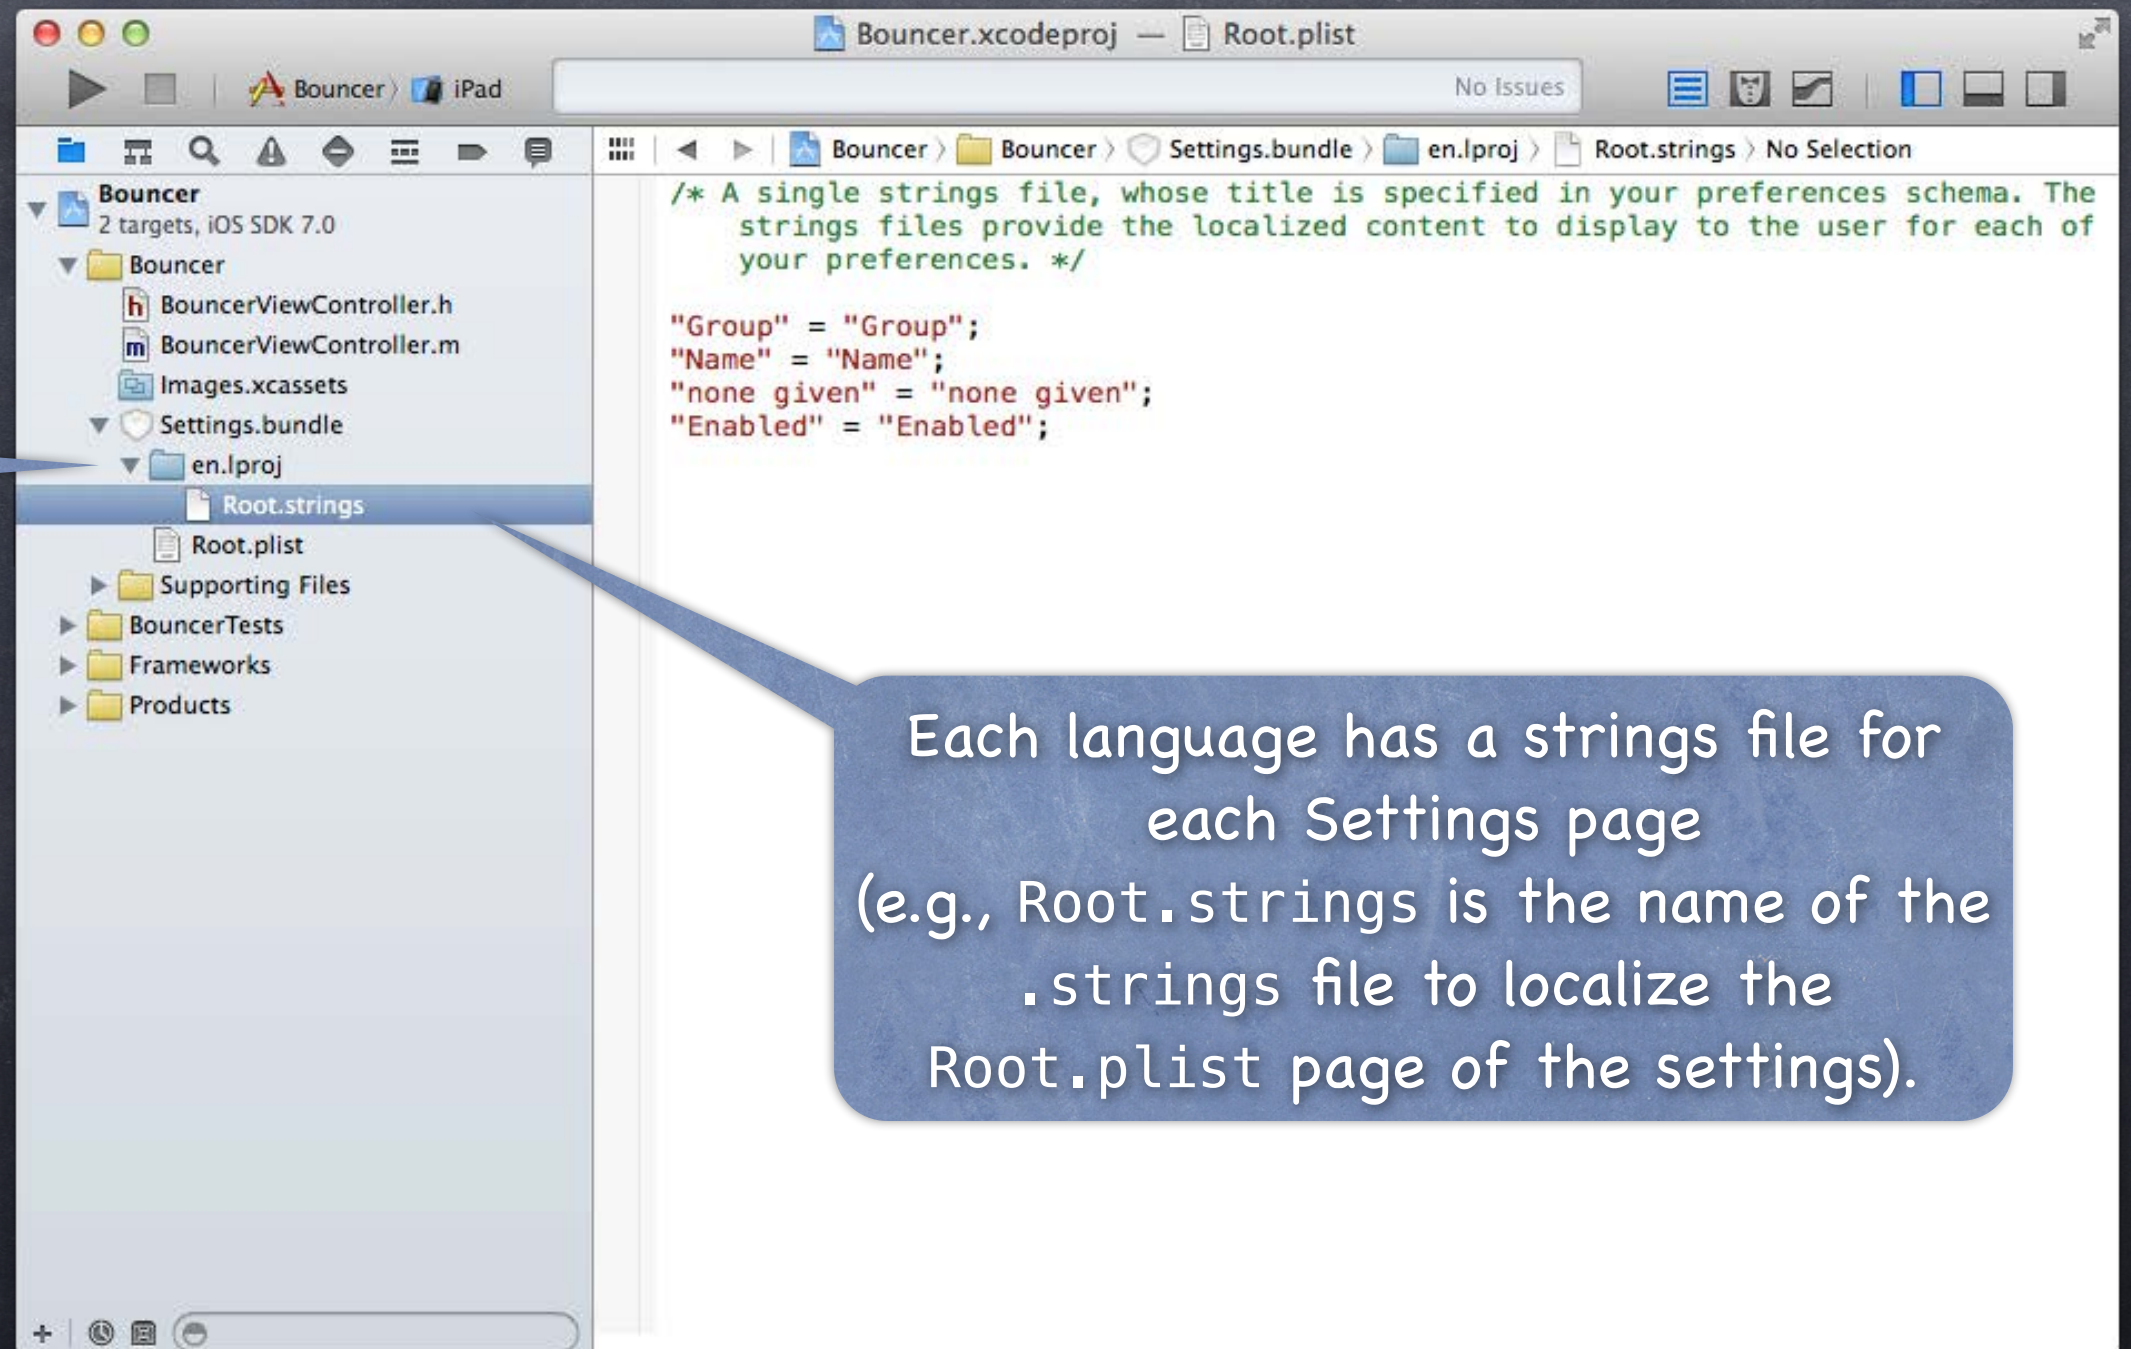 Bouncer.xcodeproj — Root.plist
Bouncer › iPad
No Issues
Bouncer › Bouncer › Settings.bundle › en.lproj › Root.strings › No Selection
Bouncer
2 targets, iOS SDK 7.0
Bouncer
h BouncerViewController.h
m BouncerViewController.m
Images.xcassets
Settings.bundle
en.lproj
Root.strings
Root.plist
Supporting Files
BouncerTests
Frameworks
Products
/* A single strings file, whose title is specified in your preferences schema. The
strings files provide the localized content to display to the user for each of
your preferences. */
"Group" = "Group";
"Name" = "Name";
"none given" = "none given";
"Enabled" = "Enabled";
Each language has a strings file for
each Settings page
(e.g., Root.strings is the name of the
.strings file to localize the
Root.plist page of the settings).